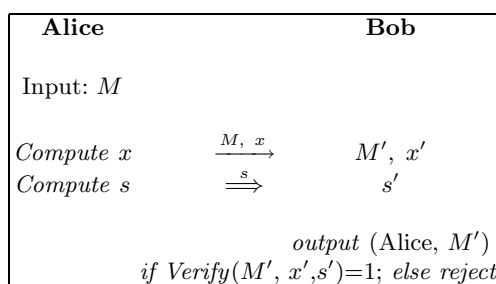 Alice Bob
Input: M
M, x
Compute x ⟶ M′, x′
s
Compute s ⟹ s′
output (Alice, M′)
if Verify(M′, x′,s′)=1; else reject